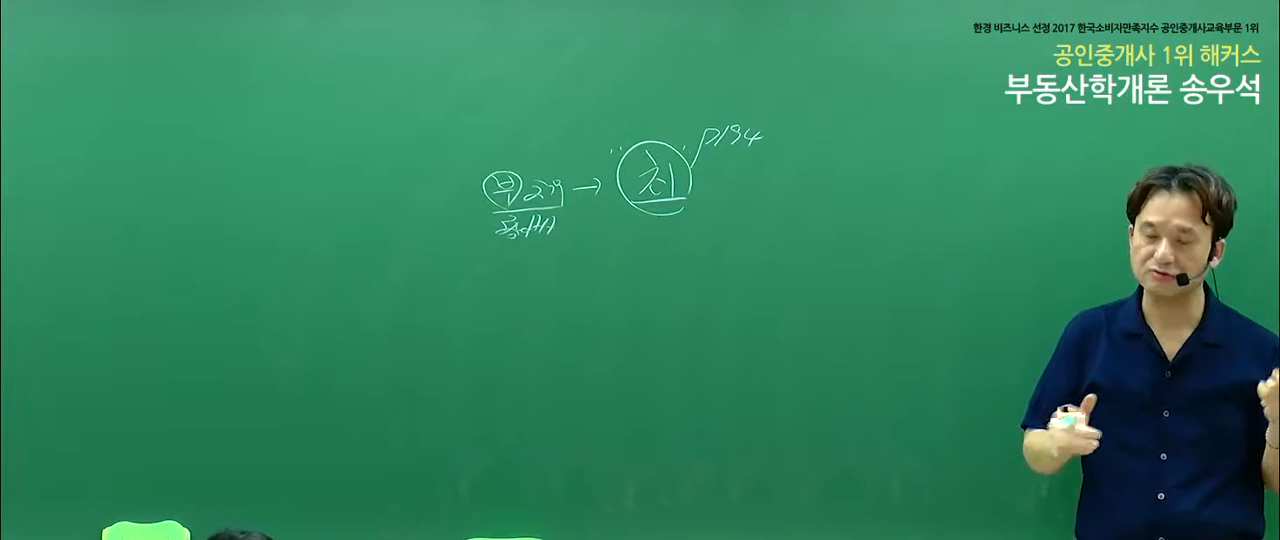 한경 비즈니스 선정 2017 한국소비자만족지수 공인중개사교육부문 1위
공인중개사 1위 해커스
부동산학개론 송우석
P194
부 → 최